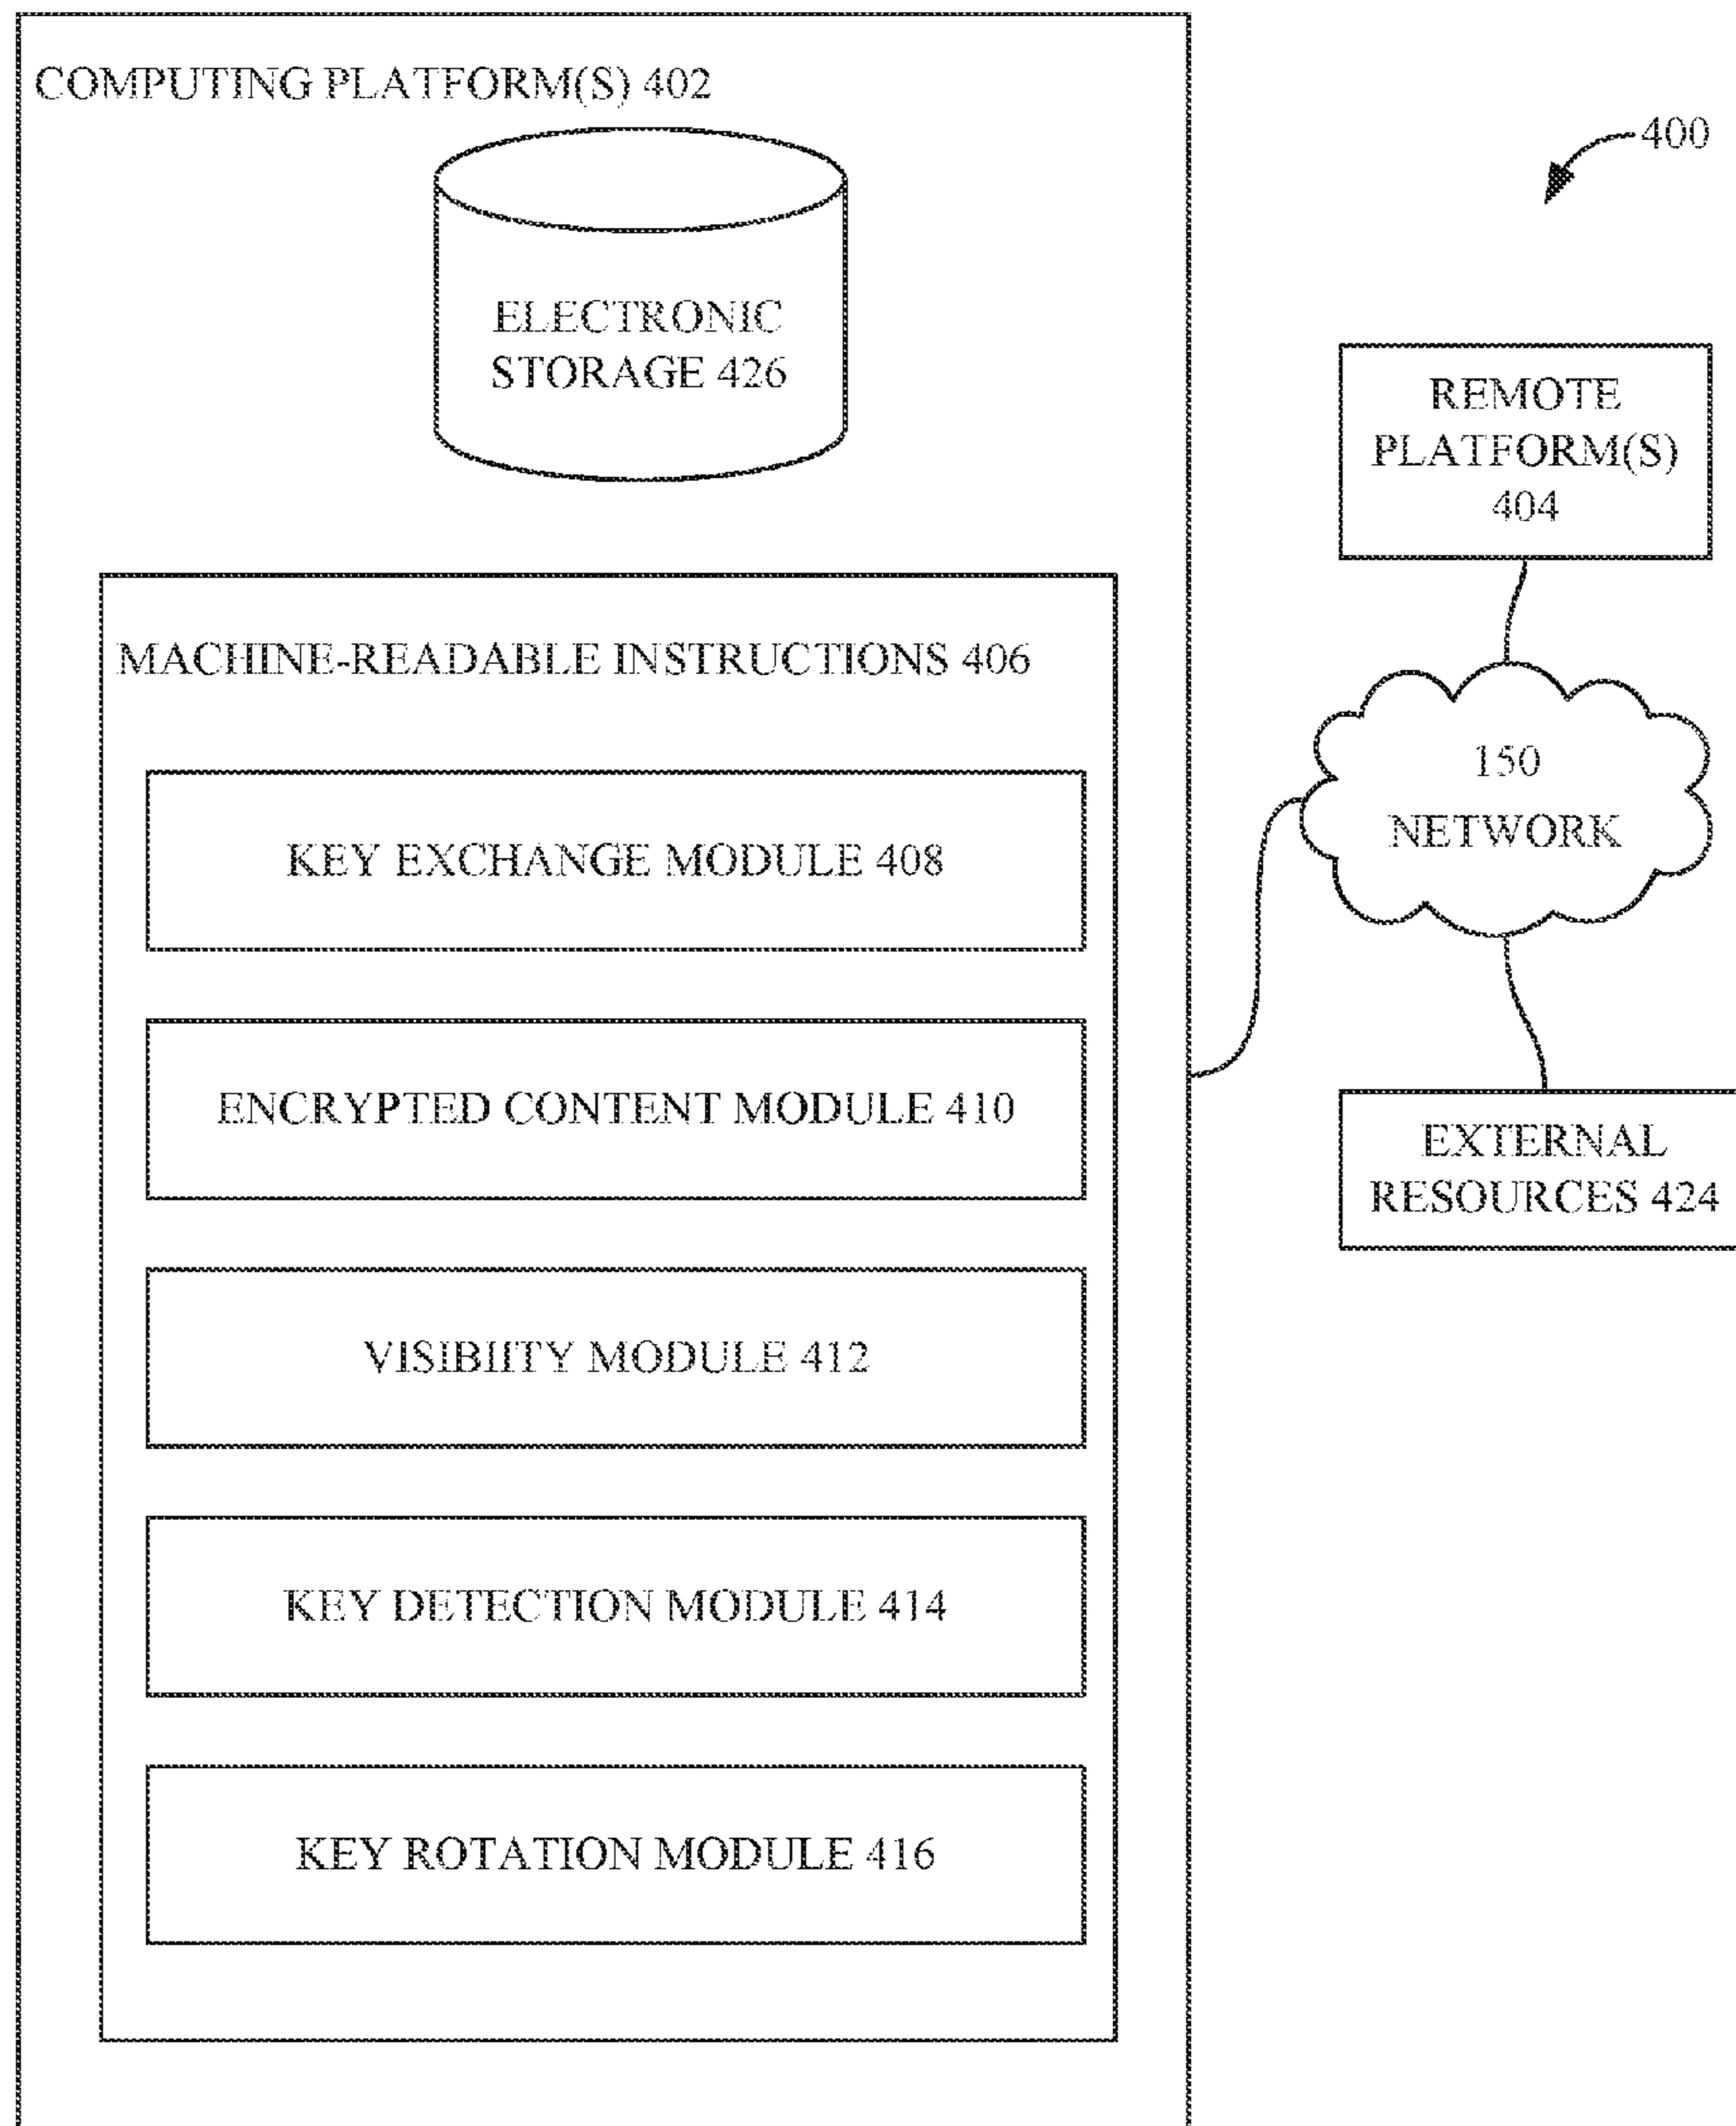 COMPUTING PLATFORM(S) 402
400
ELECTRONIC
STORAGE 426
REMOTE
PLATFORM(S)
404
MACHINE-READABLE INSTRUCTIONS 406
150
NETWORK
KEY EXCHANGE MODULE 408
ENCRYPTED CONTENT MODULE 410
EXTERNAL
RESOURCES 424
VISIBIITY MODULE 412
KEY DETECTION MODULE 414
KEY ROTATION MODULE 416